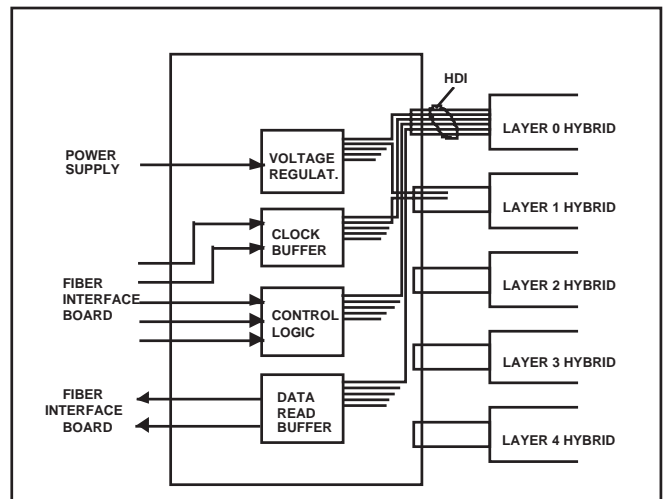 HDI
LAYER 0 HYBRID
POWER
SUPPLY
VOLTAGE
REGULAT.
LAYER 1 HYBRID
CLOCK
BUFFER
FIBER
INTERFACE
BOARD
CONTROL
LOGIC
LAYER 2 HYBRID
LAYER 3 HYBRID
FIBER
INTERFACE
BOARD
DATA
READ
BUFFER
LAYER 4 HYBRID